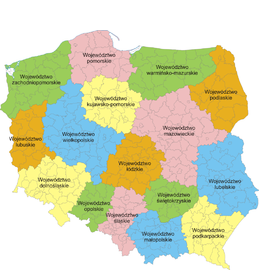 Województwo
pomorskie
Województwo
zachodniopomorskie
Województwo
warmińsko-mazurskie
Województwo
podlaskie
Województwo
kujawsko-pomorskie
Województwo
mazowieckie
Województwo
wielkopolskie
Województwo
lubuskie
Województwo
łódzkie
Województwo
lubelskie
Województwo
dolnośląskie
Województwo
opolskie
Województwo
świętokrzyskie
Województwo
śląskie
Województwo
małopolskie
Województwo
podkarpackie